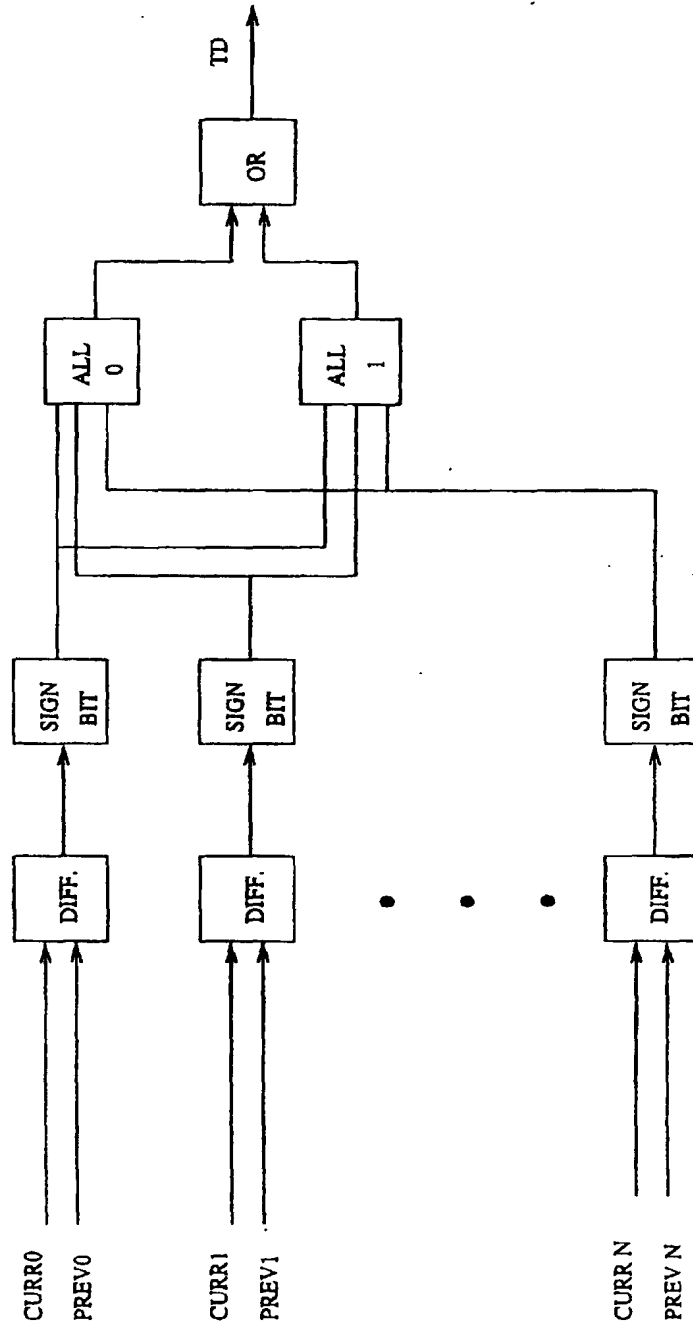 CURR0
PREV0
DIFF.
SIGN
BIT
CURR1
PREV1
DIFF.
SIGN
BIT
CURR N
PREV N
DIFF.
SIGN
BIT
ALL
0
ALL
1
OR
TD